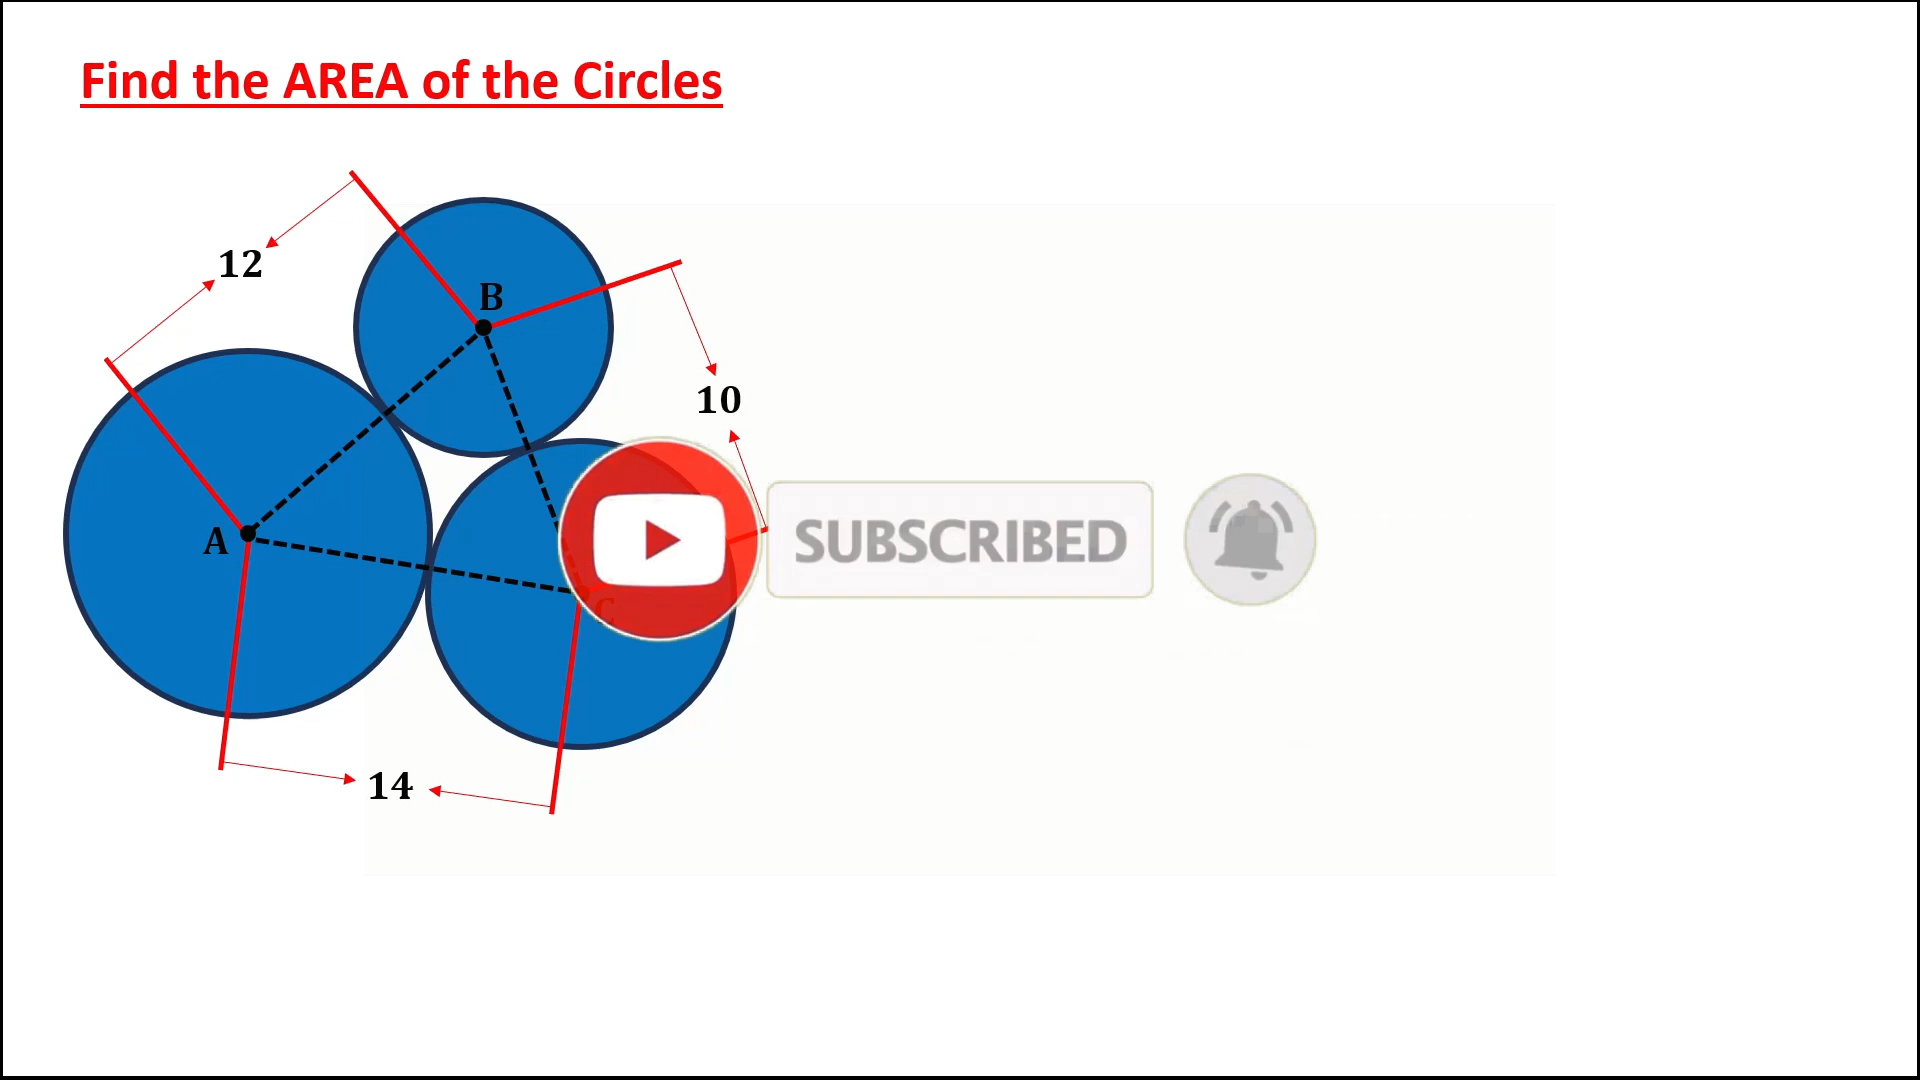 Find the AREA of the Circles
12
B
10
A
C
SUBSCRIBED
14